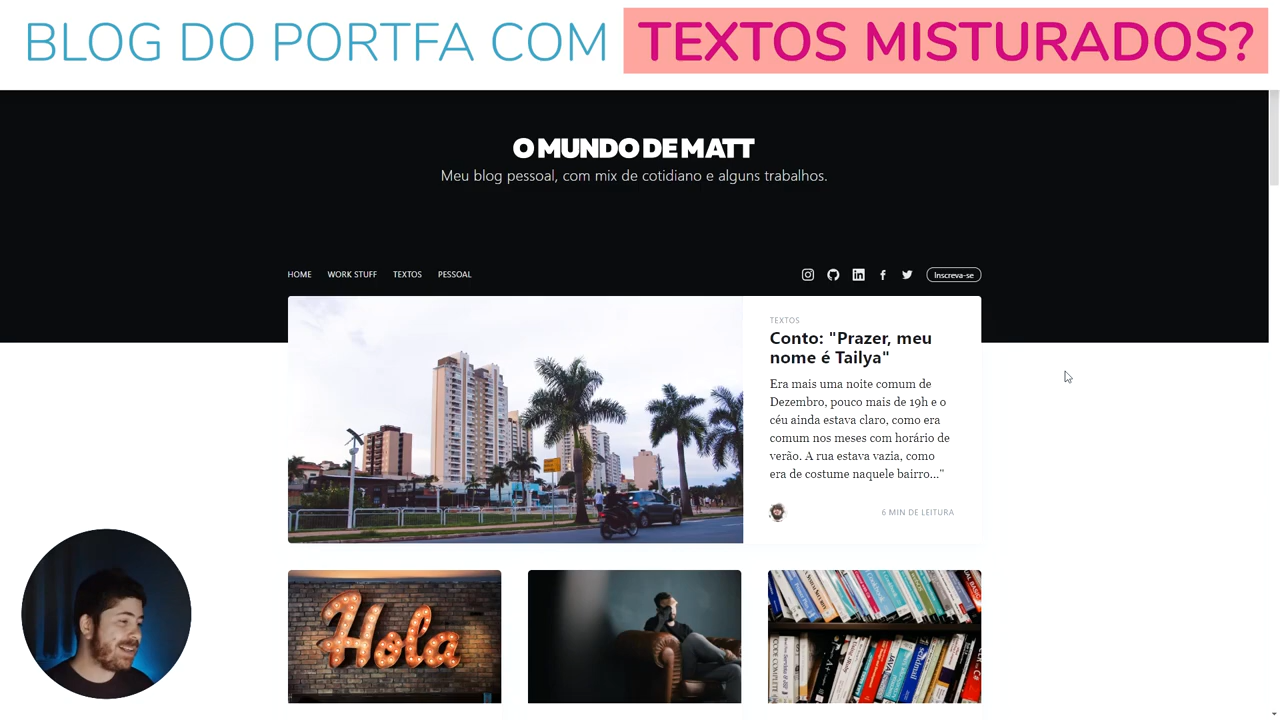 BLOG DO PORTFA COM TEXTOS MISTURADOS?
O MUNDO DE MATT
Meu blog pessoal, com mix de cotidiano e alguns trabalhos.
HOME WORK STUFF TEXTOS PESSOAL Inscreva-se
TEXTOS
Conto: "Prazer, meu
nome é Tailya"
Era mais uma noite comum de
Dezembro, pouco mais de 19h e o
céu ainda estava claro, como era
comum nos meses com horário de
verão. A rua estava vazia, como
era de costume naquele bairro..."
6 MIN DE LEITURA
Hola